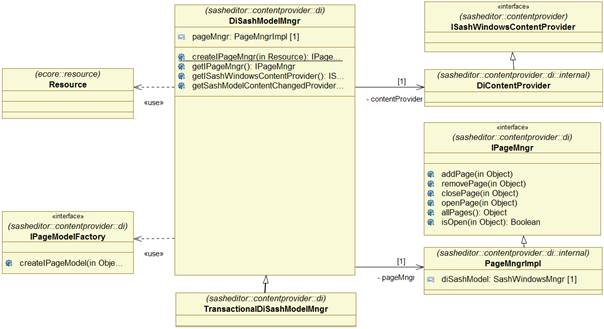 (sasheditor::contentprovider::di)
DiSashModelMngr
pageMngr: PageMngrImpl [1]
createIPageMngr(in Resource): IPage...
getIPageMngr(): IPageMngr
getISashWindowsContentProvider(): IS...
getSashModelContentChangedProvider...
«interface»
(sasheditor::contentprovider)
ISashWindowsContentProvider
(ecore::resource)
Resource
«use»
[1]
- contentProvider
(sasheditor::contentprovider::di::internal)
DiContentProvider
«interface»
(sasheditor::contentprovider)
IPageMngr
addPage(in Object)
removePage(in Object)
closePage(in Object)
openPage(in Object)
allPages(): Object
isOpen(in Object): Boolean
«interface»
(sasheditor::contentprovider::di)
IPageModelFactory
createIPageModel(in Obje...
«use»
[1]
- pageMngr
(sasheditor::contentprovider::di::internal)
PageMngrImpl
diSashModel: SashWindowsMngr [1]
(sasheditor::contentprovider::di)
TransactionalDiSashModelMngr